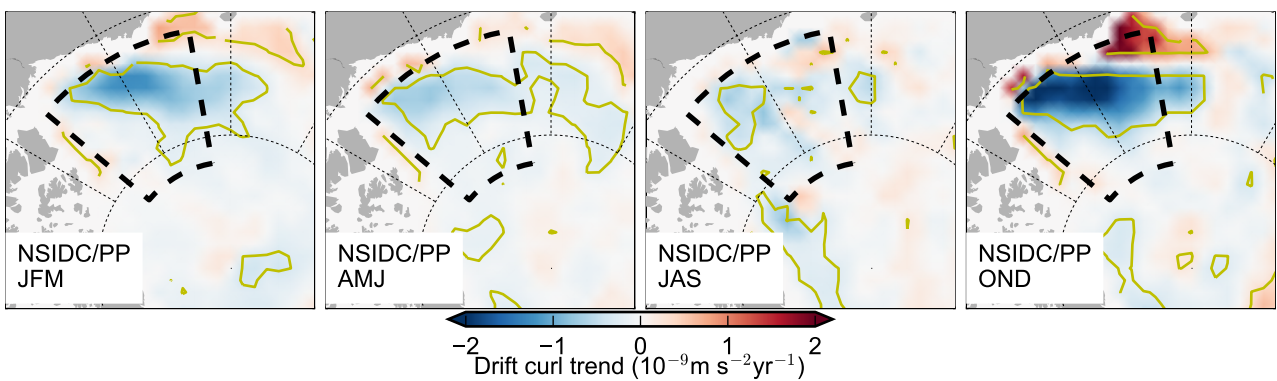 NSIDC/PP
JFM
NSIDC/PP
AMJ
NSIDC/PP
JAS
NSIDC/PP
OND
−2 −1 0 1 2
Drift curl trend (10⁻⁹m s⁻²yr⁻¹)